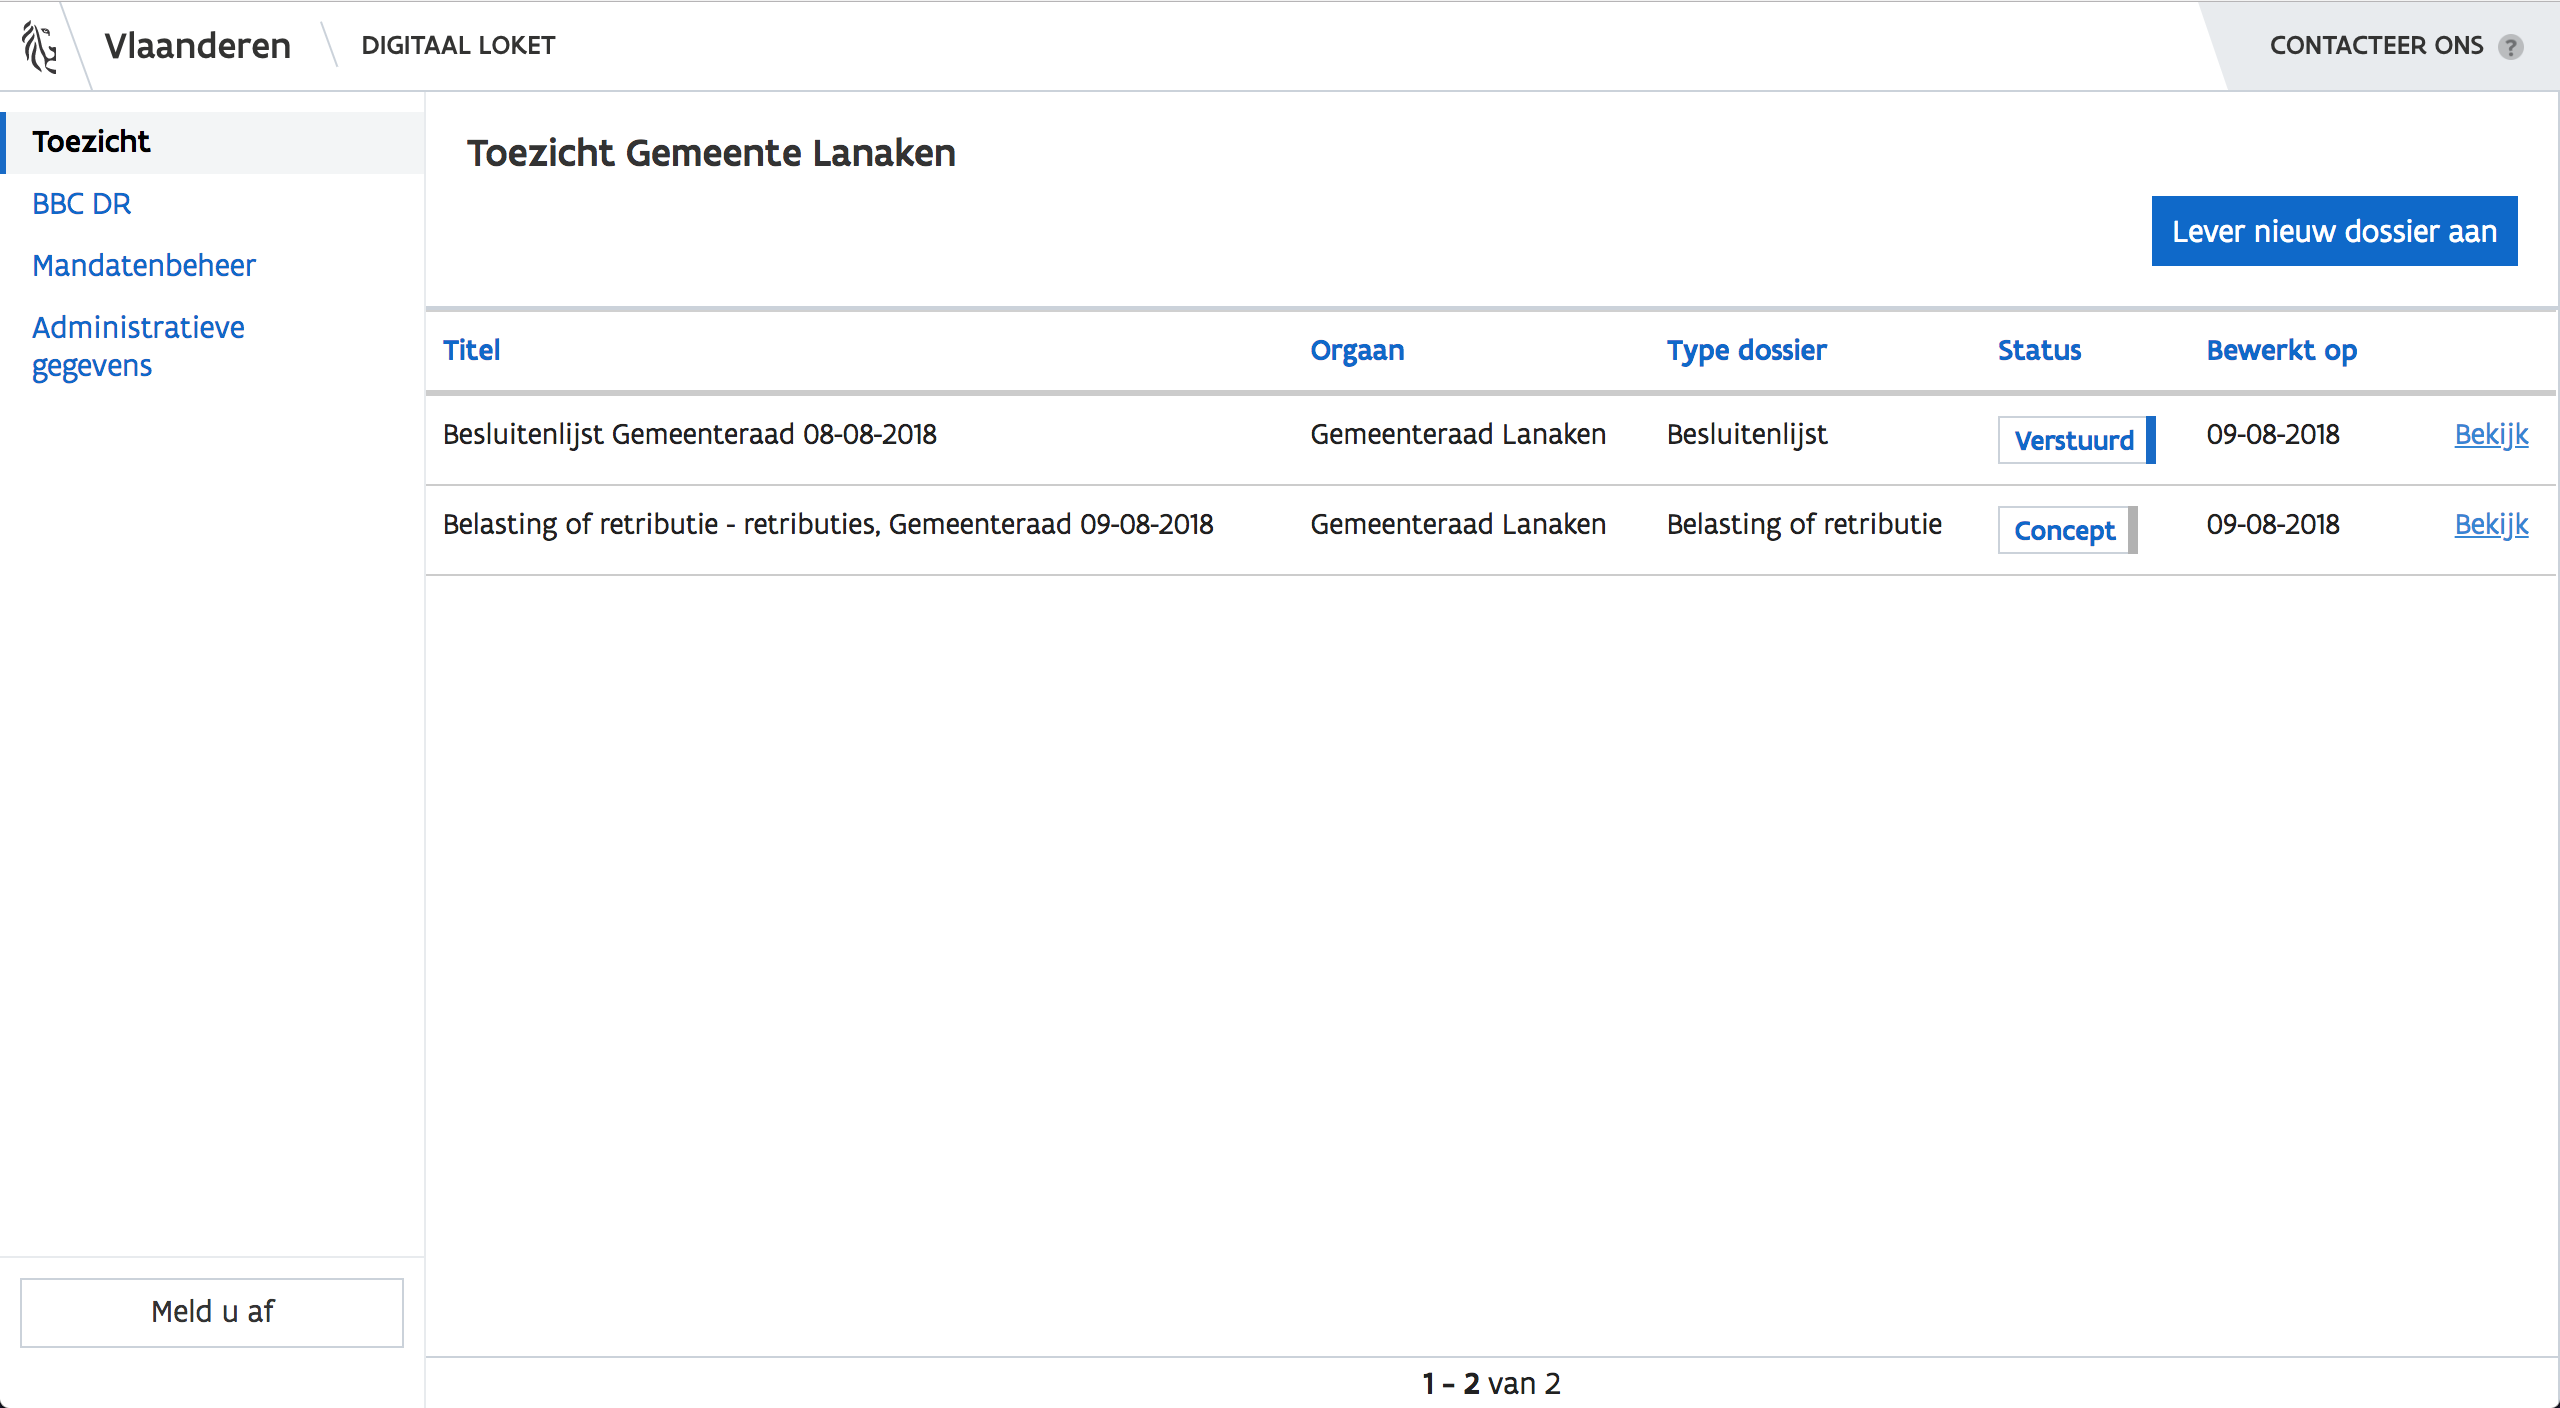 Vlaanderen DIGITAAL LOKET CONTACTEER ONS ?
Toezicht
BBC DR
Mandatenbeheer
Administratieve
gegevens
Meld u af
Toezicht Gemeente Lanaken
Lever nieuw dossier aan
Titel Orgaan Type dossier Status Bewerkt op
Besluitenlijst Gemeenteraad 08-08-2018 Gemeenteraad Lanaken Besluitenlijst Verstuurd 09-08-2018 Bekijk
Belasting of retributie - retributies, Gemeenteraad 09-08-2018 Gemeenteraad Lanaken Belasting of retributie Concept 09-08-2018 Bekijk
1 - 2 van 2